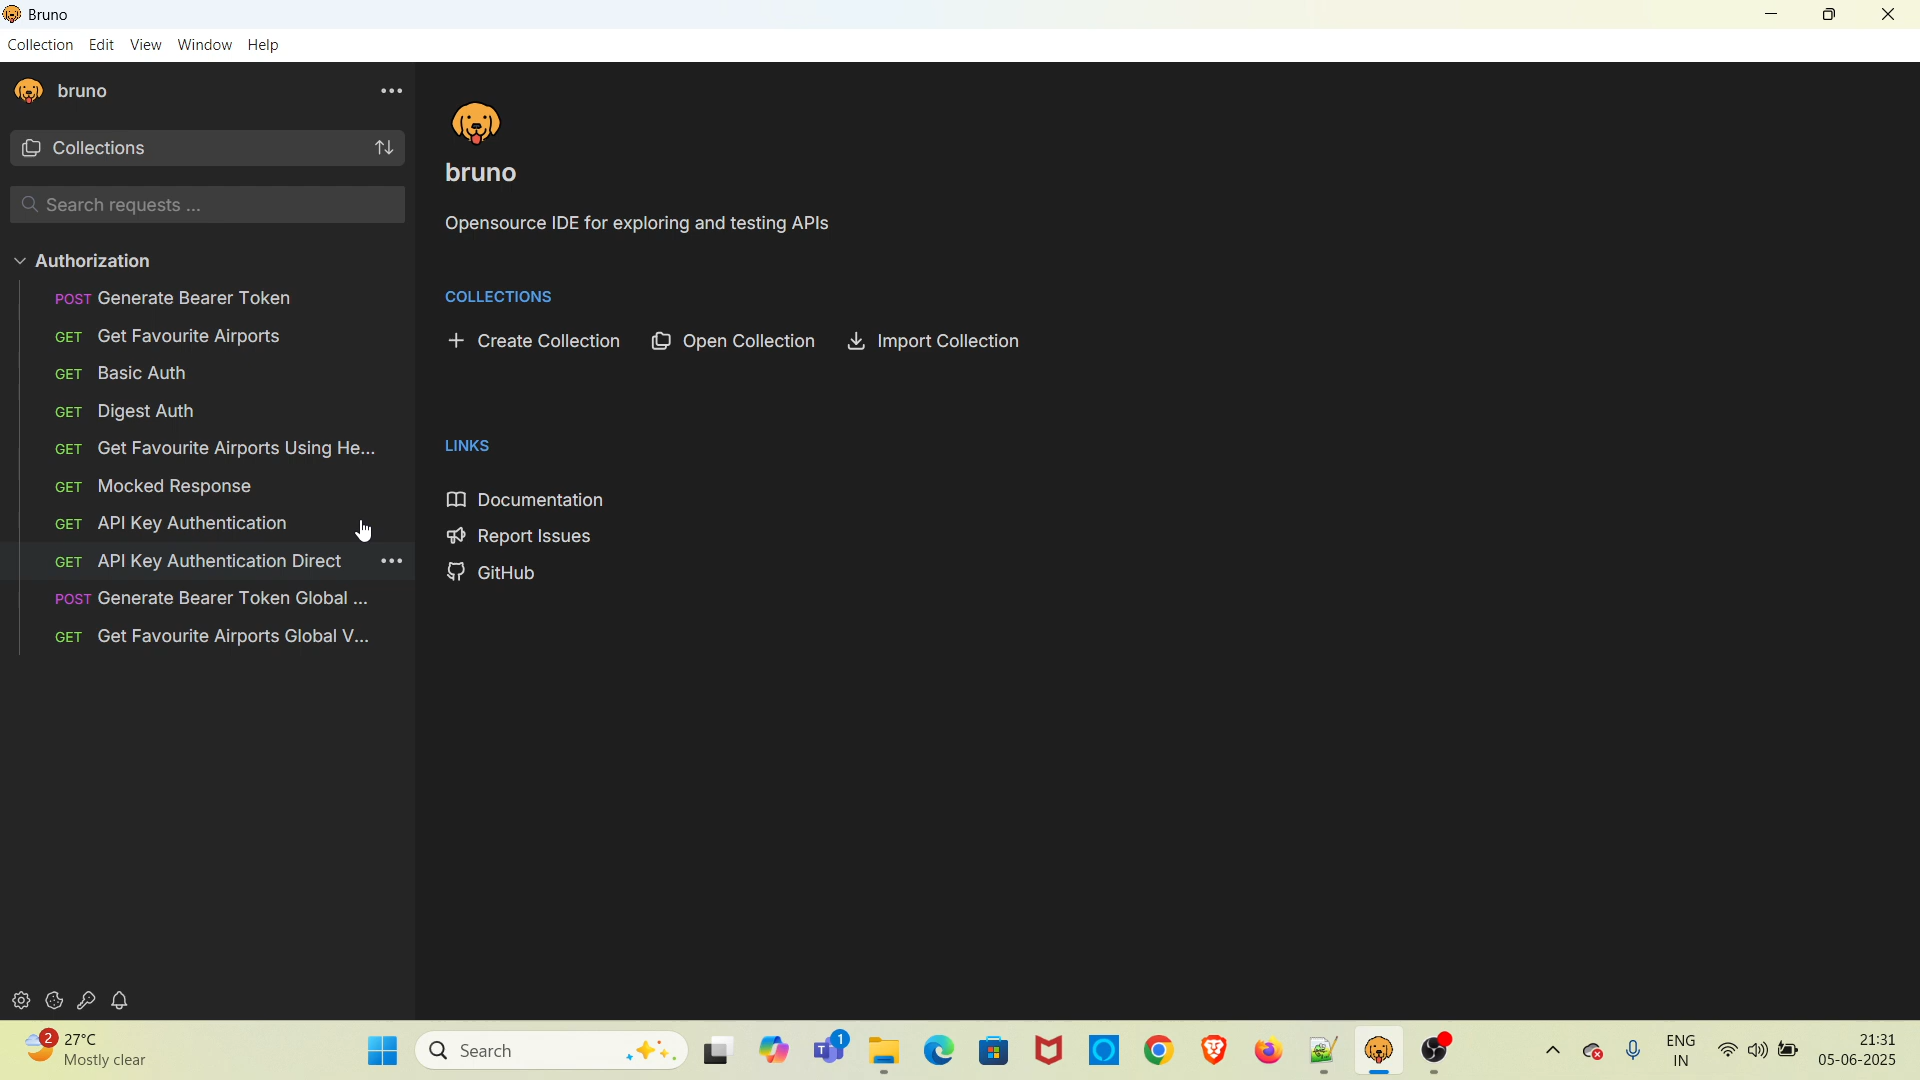 Bruno
Collection Edit View Window Help
bruno
Collections
Search requests ...
Authorization
POST Generate Bearer Token
GET Get Favourite Airports
GET Basic Auth
GET Digest Auth
GET Get Favourite Airports Using He...
GET Mocked Response
GET API Key Authentication
GET API Key Authentication Direct
POST Generate Bearer Token Global ...
GET Get Favourite Airports Global V...
bruno
Opensource IDE for exploring and testing APIs
COLLECTIONS
Create Collection Open Collection Import Collection
LINKS
Documentation
Report Issues
GitHub
2
27°C
Mostly clear
Search
1
ENG
IN
21:31
05-06-2025